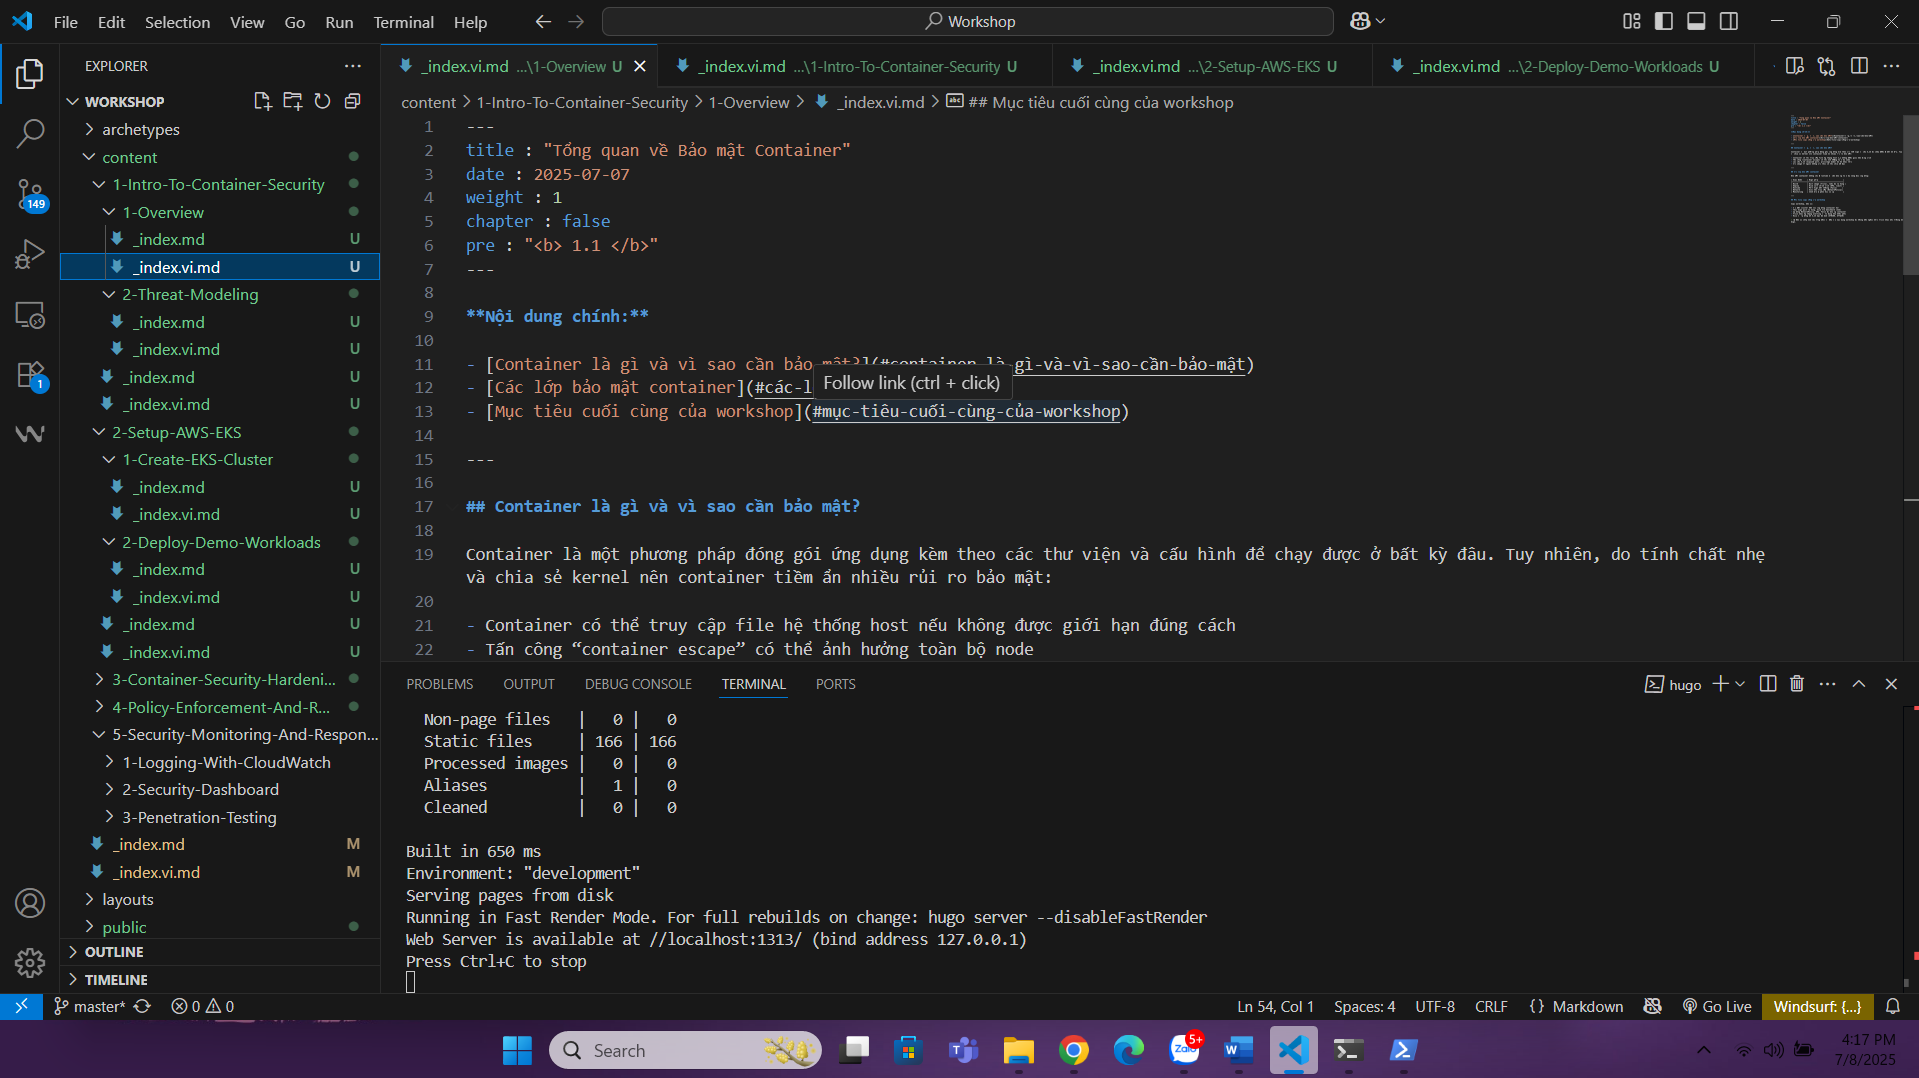 File Edit Selection View Go Run Terminal Help
Workshop
EXPLORER
WORKSHOP
archetypes
content
1-Intro-To-Container-Security
1-Overview
_index.md U
_index.vi.md U
2-Threat-Modeling
_index.md U
_index.vi.md U
_index.md U
_index.vi.md U
2-Setup-AWS-EKS
1-Create-EKS-Cluster
_index.md U
_index.vi.md U
2-Deploy-Demo-Workloads
_index.md U
_index.vi.md U
_index.md U
_index.vi.md U
3-Container-Security-Hardeni...
4-Policy-Enforcement-And-R...
5-Security-Monitoring-And-Respon...
1-Logging-With-CloudWatch
2-Security-Dashboard
3-Penetration-Testing
_index.md M
_index.vi.md M
layouts
public
OUTLINE
TIMELINE
149
1
_index.vi.md ...\1-Overview U
_index.vi.md ...\1-Intro-To-Container-Security U
_index.vi.md ...\2-Setup-AWS-EKS U
_index.vi.md ...\2-Deploy-Demo-Workloads U
content > 1-Intro-To-Container-Security > 1-Overview > _index.vi.md > ## Mục tiêu cuối cùng của workshop
1 ---
2 title : "Tổng quan về Bảo mật Container"
3 date : 2025-07-07
4 weight : 1
5 chapter : false
6 pre : "<b> 1.1 </b>"
7 ---
8
9 **Nội dung chính:**
10
11 - [Container là gì và vì sao cần bảo mật?](#container-là-gì-và-vì-sao-cần-bảo-mật)
12 - [Các lớp bảo mật container](#các-l
Follow link (ctrl + click)
13 - [Mục tiêu cuối cùng của workshop](#mục-tiêu-cuối-cùng-của-workshop)
14
15 ---
16
17 ## Container là gì và vì sao cần bảo mật?
18
19 Container là một phương pháp đóng gói ứng dụng kèm theo các thư viện và cấu hình để chạy được ở bất kỳ đâu. Tuy nhiên, do tính chất nhẹ
và chia sẻ kernel nên container tiềm ẩn nhiều rủi ro bảo mật:
20
21 - Container có thể truy cập file hệ thống host nếu không được giới hạn đúng cách
22 - Tấn công “container escape” có thể ảnh hưởng toàn bộ node
PROBLEMS OUTPUT DEBUG CONSOLE TERMINAL PORTS
hugo
Non-page files | 0 | 0
Static files | 166 | 166
Processed images | 0 | 0
Aliases | 1 | 0
Cleaned | 0 | 0
Built in 650 ms
Environment: "development"
Serving pages from disk
Running in Fast Render Mode. For full rebuilds on change: hugo server --disableFastRender
Web Server is available at //localhost:1313/ (bind address 127.0.0.1)
Press Ctrl+C to stop
master* 0 0
Ln 54, Col 1 Spaces: 4 UTF-8 CRLF {} Markdown Go Live Windsurf: {...}
Search
Zalo
5+
4:17 PM
7/8/2025